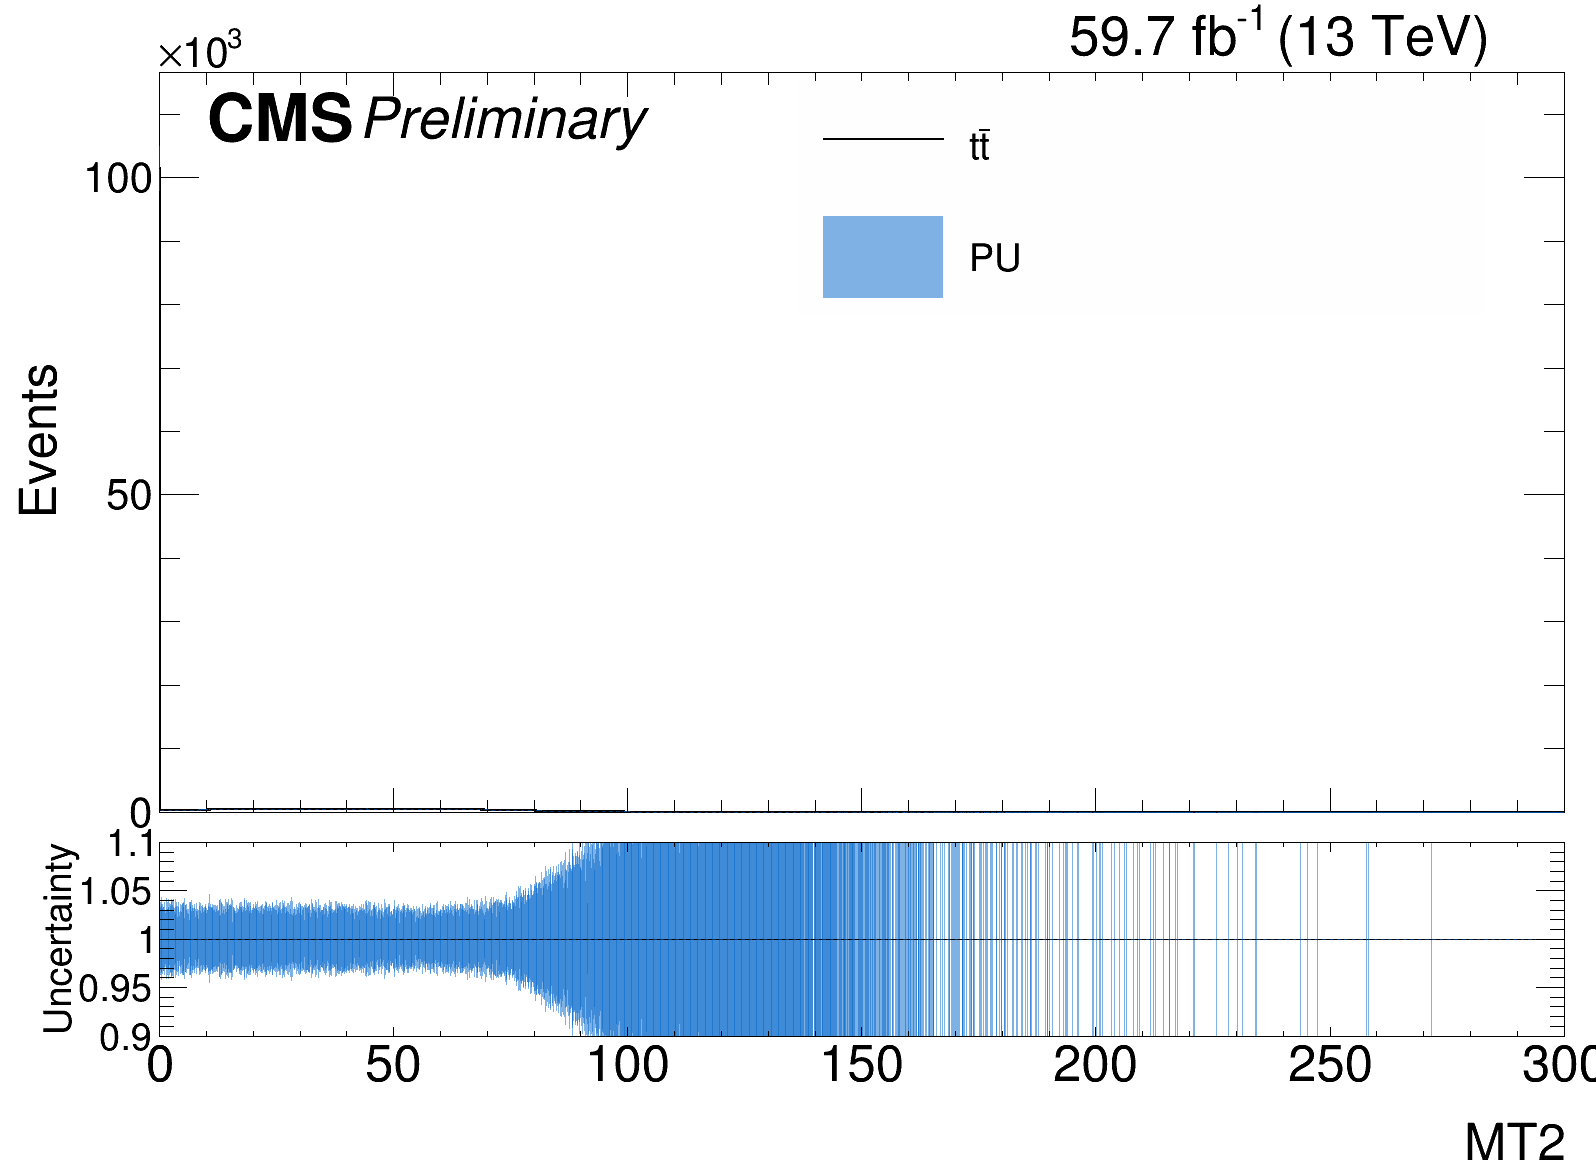 ×10³
59.7 fb⁻¹ (13 TeV)
CMS Preliminary
tt̄
PU
100
50
0
Events
1.1
1.05
1
0.95
0.9
Uncertainty
0 50 100 150 200 250 300
MT2